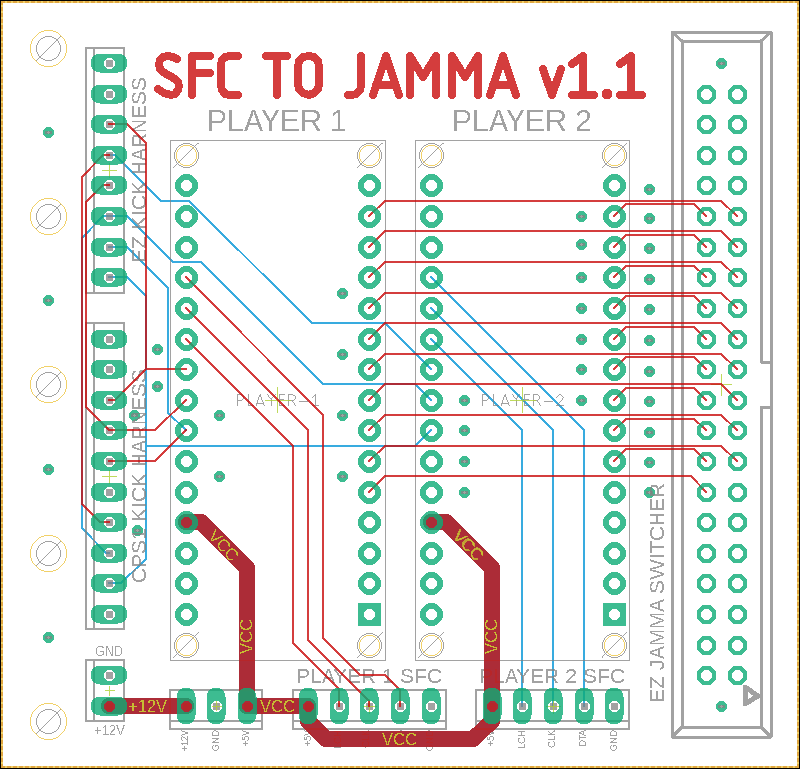 SFC TO JAMMA v1.1
PLAYER 1
PLAYER 2
EZ KICK HARNESS
PLAYER-1
PLAYER-2
CPS2 KICK HARNESS
VCC
VCC
VCC
VCC
EZ JAMMA SWITCHER
GND
PLAYER 1 SFC
PLAYER 2 SFC
+12V
VCC
+12V
+12V
GND
+5V
+5V
+5V
LCH
CLK
DTA
GND
VCC